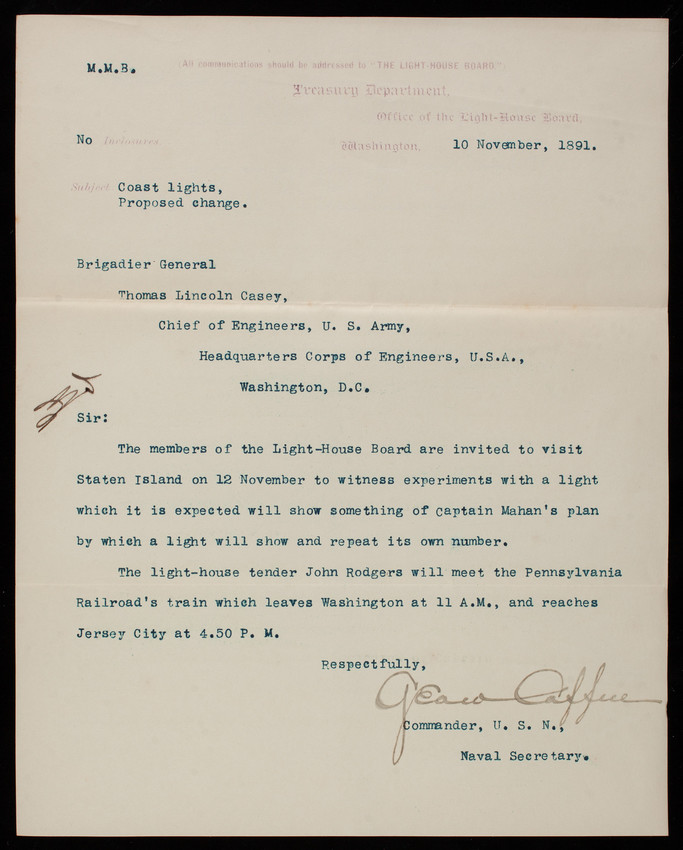 M.M.B.
(All communications should be addressed to "THE LIGHT-HOUSE BOARD.")
Treasury Department,
Office of the Light-House Board,
No Inclosures
Washington, 10 November, 1891.
Subject Coast lights,
Proposed change.
Brigadier General
Thomas Lincoln Casey,
Chief of Engineers, U. S. Army,
Headquarters Corps of Engineers, U.S.A.,
Washington, D.C.
Sir:
The members of the Light-House Board are invited to visit
Staten Island on 12 November to witness experiments with a light
which it is expected will show something of Captain Mahan's plan
by which a light will show and repeat its own number.
The light-house tender John Rodgers will meet the Pennsylvania
Railroad's train which leaves Washington at 11 A.M., and reaches
Jersey City at 4.50 P. M.
Respectfully,
Geo W Coffin
Commander, U. S. N.,
Naval Secretary.